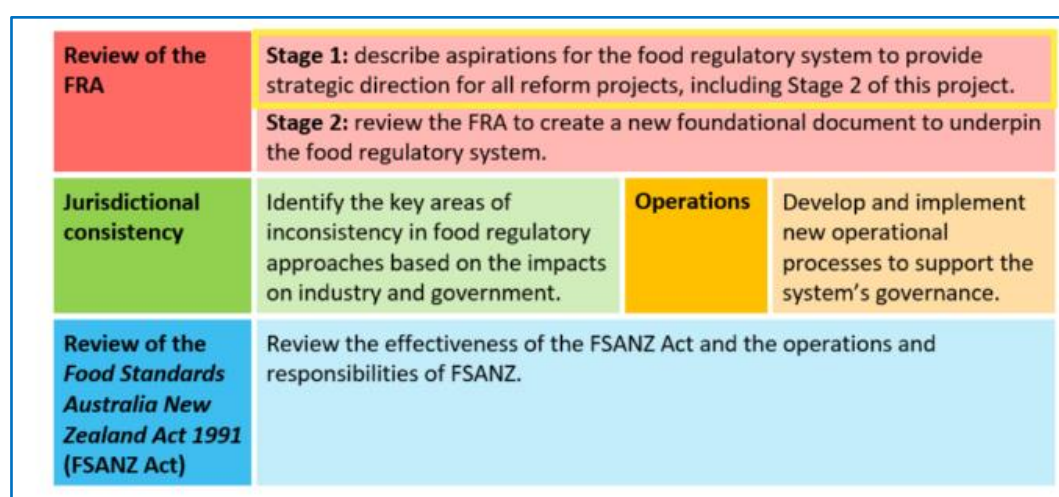 Review of the
FRA
Stage 1: describe aspirations for the food regulatory system to provide
strategic direction for all reform projects, including Stage 2 of this project.
Stage 2: review the FRA to create a new foundational document to underpin
the food regulatory system.
Jurisdictional
consistency
Identify the key areas of
inconsistency in food regulatory
approaches based on the impacts
on industry and government.
Operations
Develop and implement
new operational
processes to support the
system's governance.
Review of the
Food Standards
Australia New
Zealand Act 1991
(FSANZ Act)
Review the effectiveness of the FSANZ Act and the operations and
responsibilities of FSANZ.